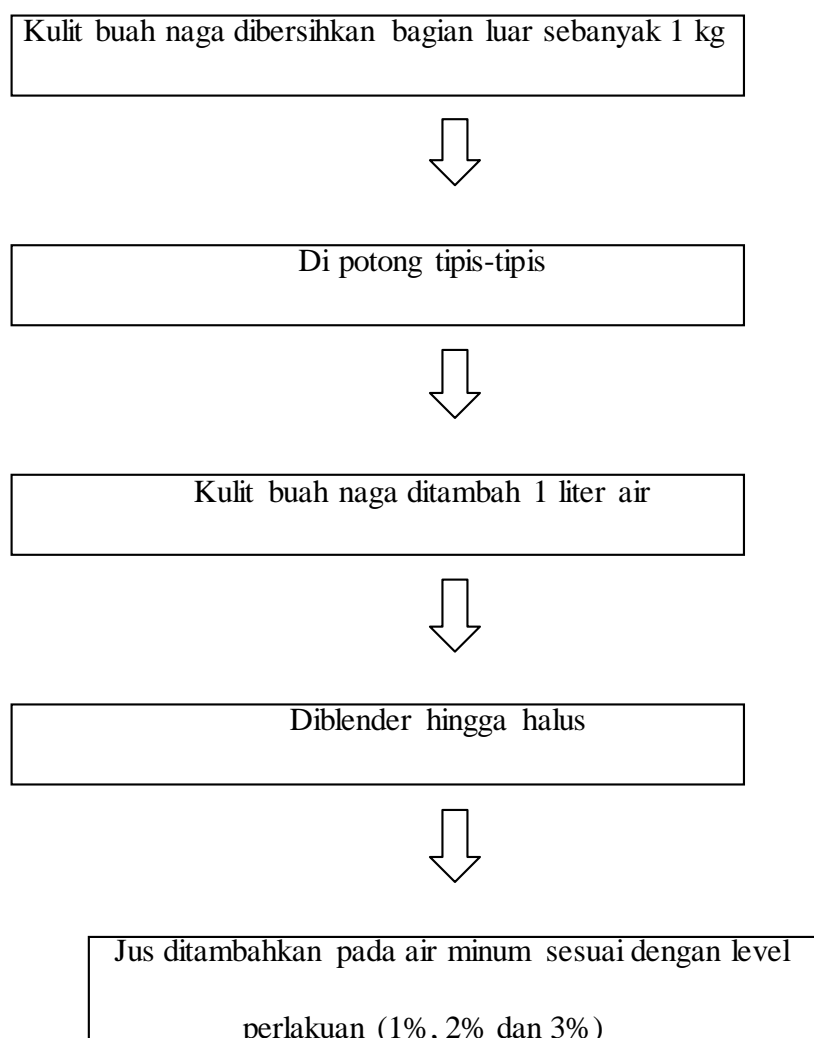 Kulit buah naga dibersihkan bagian luar sebanyak 1 kg
Di potong tipis-tipis
Kulit buah naga ditambah 1 liter air
Diblender hingga halus
Jus ditambahkan pada air minum sesuai dengan level
perlakuan (1%, 2% dan 3%)